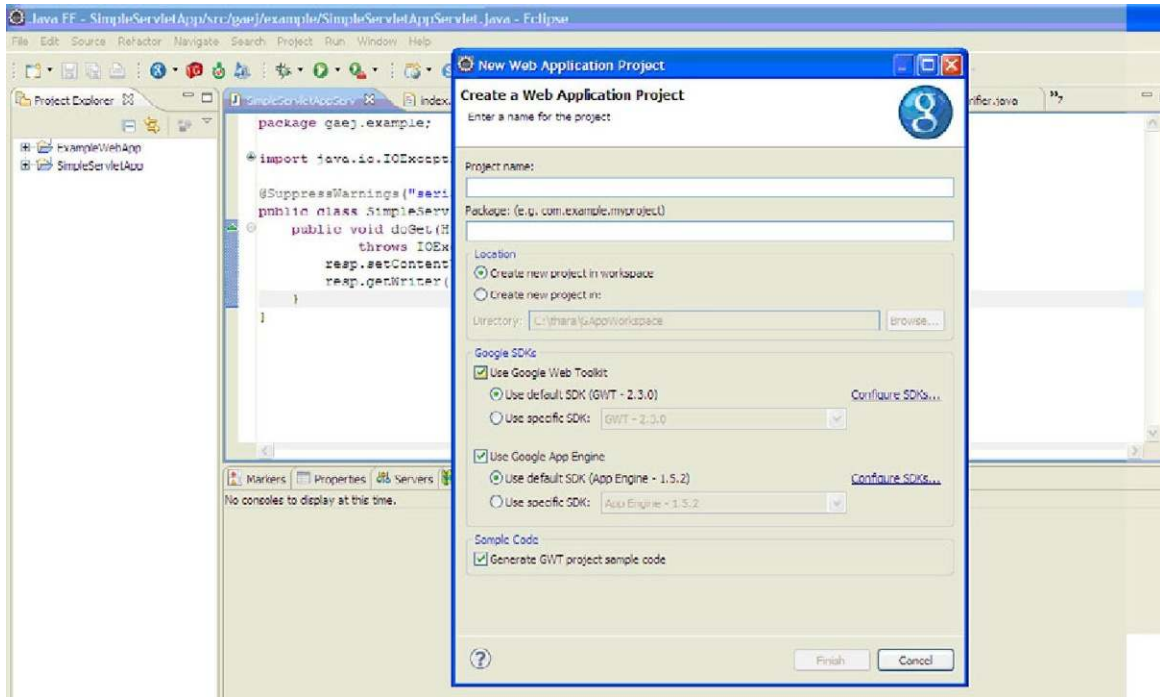 Java EE - SimpleServletApp/src/gaej/example/SimpleServletAppServlet.java - Eclipse
File Edit Source Refactor Navigate Search Project Run Window Help
Project Explorer
ExampleWebApp
SimpleServletApp
SimpleServletAppServ
index.
rifier.java
package gaej.example;
import java.io.IOExcept
@SuppressWarnings("seri
public class SimpleServ
public void doGet(H
throws IOEx
resp.setContent
resp.getWriter(
}
}
Markers Properties Servers
No consoles to display at this time.
New Web Application Project
Create a Web Application Project
Enter a name for the project
Project name:
Package: (e.g. com.example.myproject)
Location
Create new project in workspace
Create new project in:
Directory: C:\thara\GAppWorkspace Browse...
Google SDKs
Use Google Web Toolkit
Use default SDK (GWT - 2.3.0) Configure SDKs...
Use specific SDK: GWT - 2.3.0
Use Google App Engine
Use default SDK (App Engine - 1.5.2) Configure SDKs...
Use specific SDK: App Engine - 1.5.2
Sample Code
Generate GWT project sample code
Finish Cancel